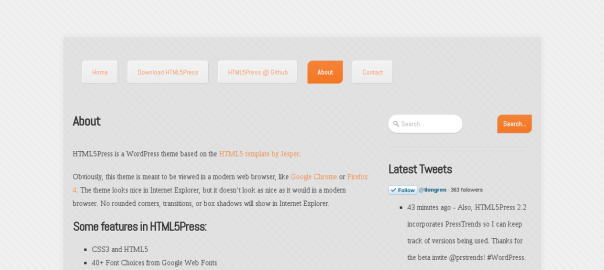 Home
Download HTML5Press
HTML5Press @ Github
About
Contact
About
HTML5Press is a WordPress theme based on the HTML5 template by Jesper.
Obviously, this theme is meant to be viewed in a modern web browser, like Google Chrome or Firefox
4. The theme looks nice in Internet Explorer, but it doesn't look as nice as it would in a modern
browser. No rounded corners, transitions, or box shadows will show in Internet Explorer.
Some features in HTML5Press:
CSS3 and HTML5
40+ Font Choices from Google Web Fonts
Search
Search...
Latest Tweets
Follow @dongren 363 followers
43 minutes ago - Also, HTML5Press 2.2
incorporates PressTrends so I can keep
track of versions being used. Thanks for
the beta invite @prstrends! #WordPress.